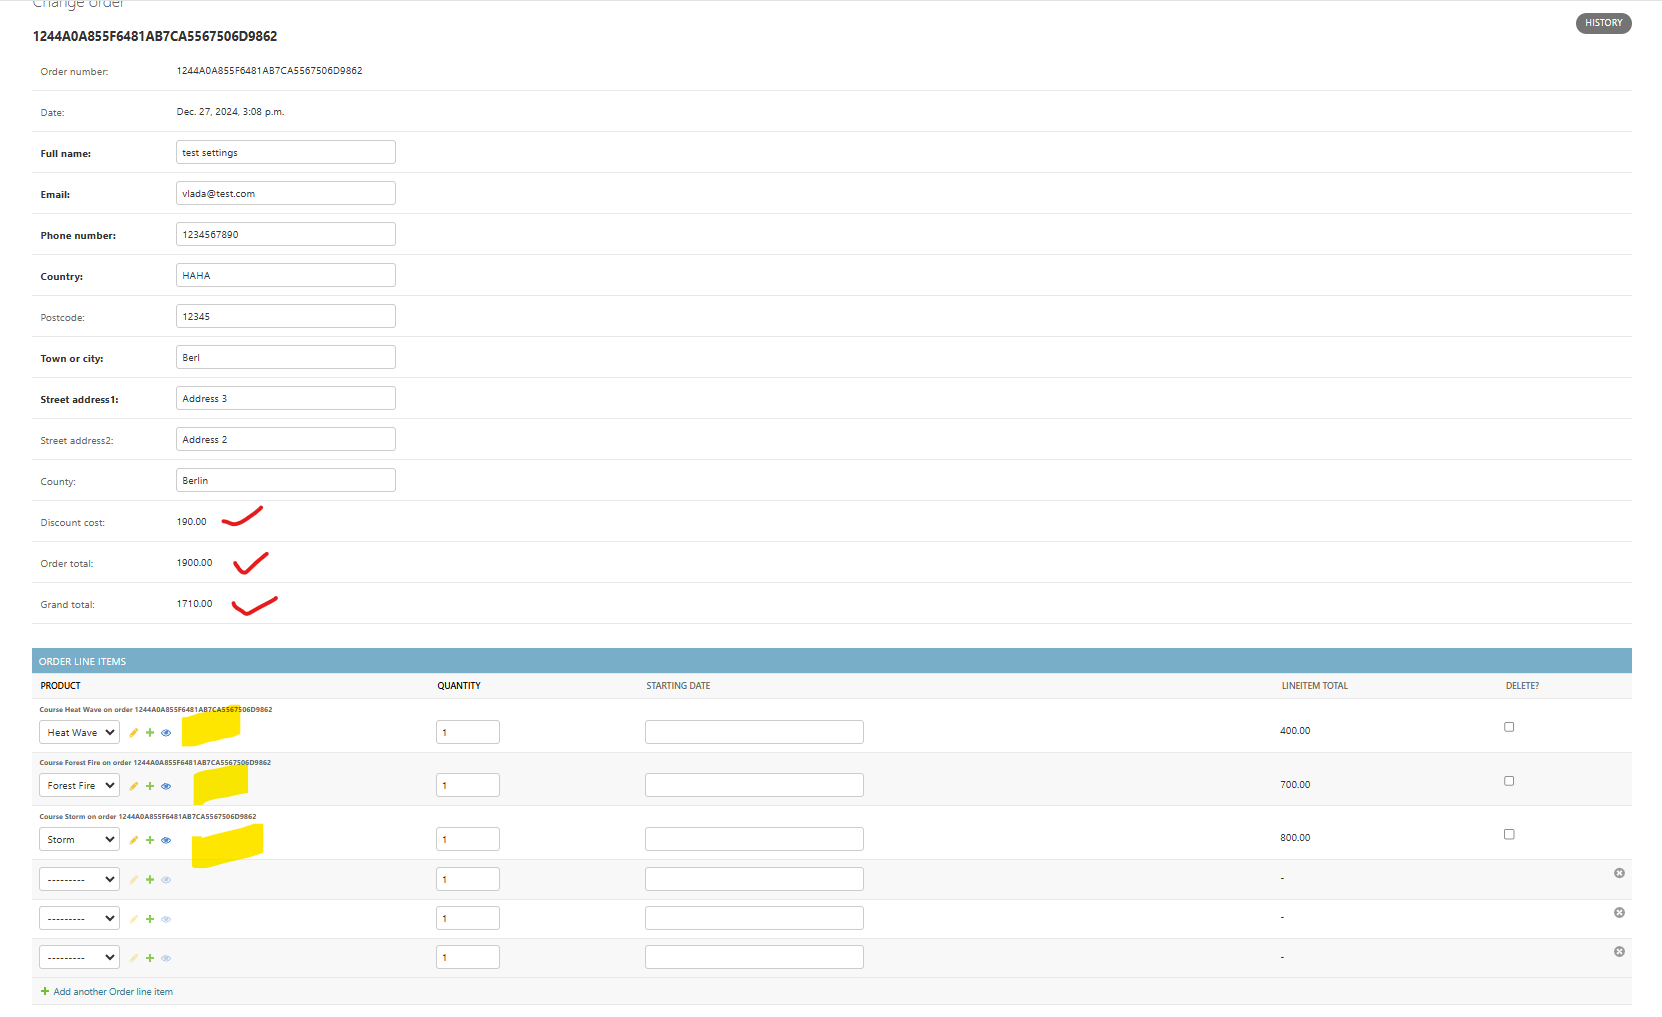 Change order
1244A0A855F6481AB7CA5567506D9862
HISTORY
Order number: 1244A0A855F6481AB7CA5567506D9862
Date: Dec. 27, 2024, 3:08 p.m.
Full name: test settings
Email: vlada@test.com
Phone number: 1234567890
Country: HAHA
Postcode: 12345
Town or city: Berl
Street address1: Address 3
Street address2: Address 2
County: Berlin
Discount cost: 190.00
Order total: 1900.00
Grand total: 1710.00
ORDER LINE ITEMS
PRODUCT QUANTITY STARTING DATE LINEITEM TOTAL DELETE?
Course Heat Wave on order 1244A0A855F6481AB7CA5567506D9862
Heat Wave 1 400.00
Course Forest Fire on order 1244A0A855F6481AB7CA5567506D9862
Forest Fire 1 700.00
Course Storm on order 1244A0A855F6481AB7CA5567506D9862
Storm 1 800.00
--------- 1 -
--------- 1 -
--------- 1 -
Add another Order line item